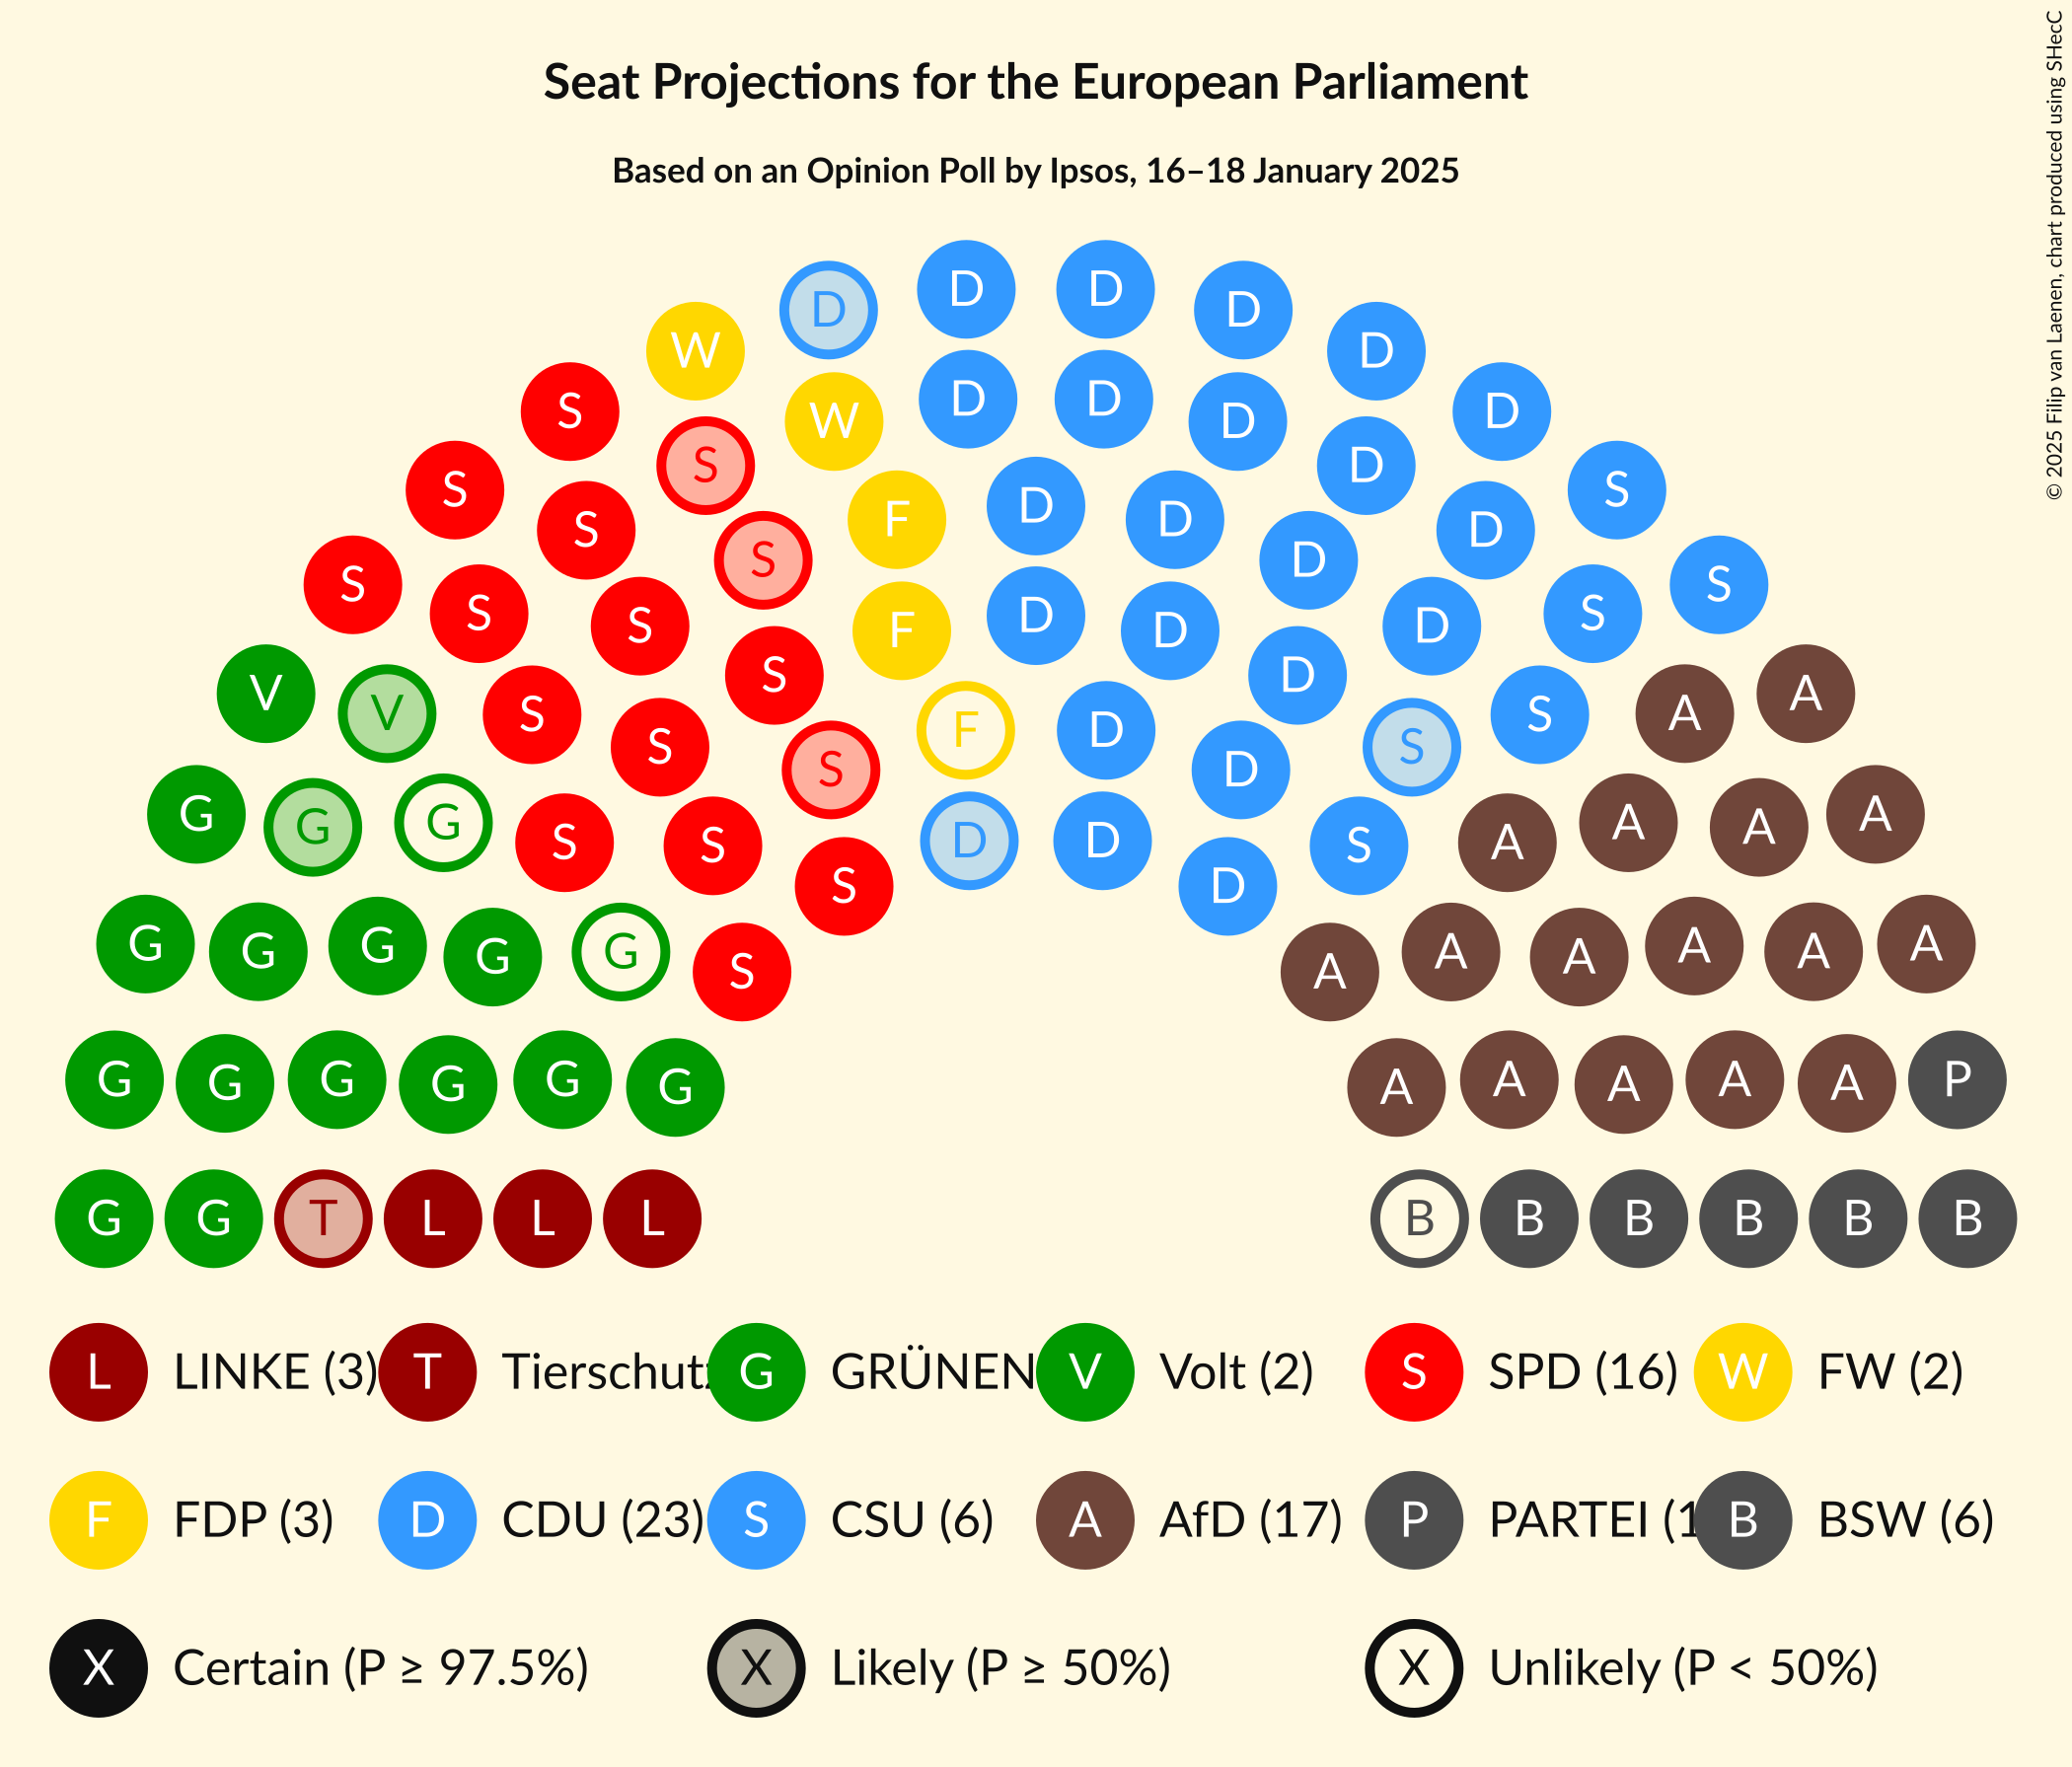 Seat Projections for the European Parliament
Based on an Opinion Poll by Ipsos, 16–18 January 2025
© 2025 Filip van Laenen, chart produced using SHecC
D D
D D
W D
D D
S D
W D
S D
S S
D
F D
S D
S D
S S
S D S
S F D D
S D
V A
V S S A
F D
S S
S D
G A
G G A A
S S D D S A
S D
G G G G G S A A A A A A
G G G G G G A A A A A P
G G T L L L B B B B B B
L LINKE (3) T Tierschutz G GRÜNEN V Volt (2) S SPD (16) W FW (2)
F FDP (3) D CDU (23) S CSU (6) A AfD (17) P PARTEI (1 B BSW (6)
X Certain (P ≥ 97.5%) X Likely (P ≥ 50%) X Unlikely (P < 50%)